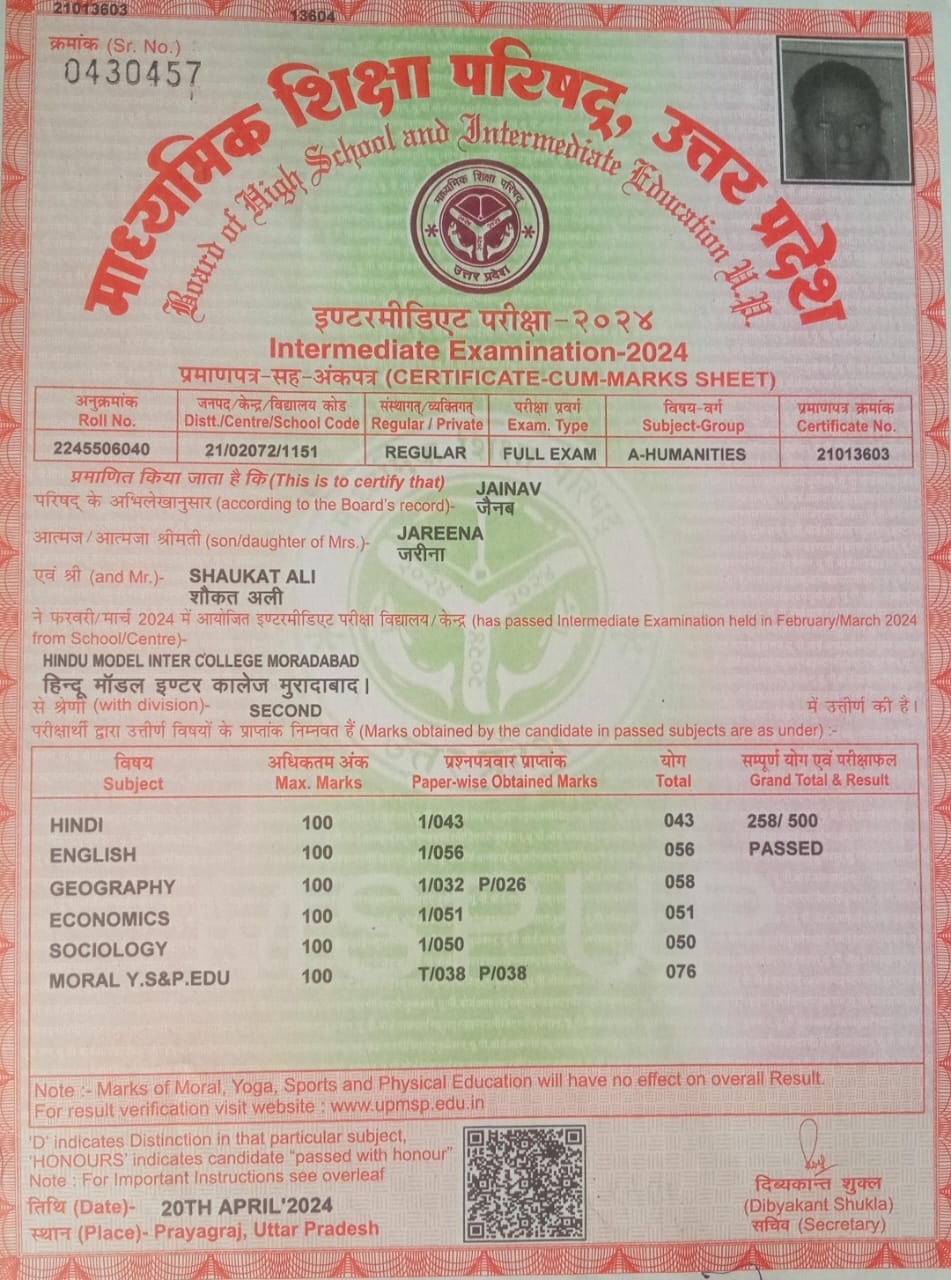 21013603 13604
क्रमांक (Sr. No.)
0430457
माध्यमिक शिक्षा परिषद्, उत्तर प्रदेश
Board of High School and Intermediate Education U.P.
माध्यमिक शिक्षा परिषद्
उत्तर प्रदेश
इण्टरमीडिएट परीक्षा-२०२४
Intermediate Examination-2024
प्रमाणपत्र-सह-अंकपत्र (CERTIFICATE-CUM-MARKS SHEET)
अनुक्रमांक जनपद/केन्द्र/विद्यालय कोड संस्थागत/व्यक्तिगत परीक्षा प्रवर्ग विषय-वर्ग प्रमाणपत्र क्रमांक
Roll No. Distt./Centre/School Code Regular / Private Exam. Type Subject-Group Certificate No.
2245506040 21/02072/1151 REGULAR FULL EXAM A-HUMANITIES 21013603
प्रमाणित किया जाता है कि (This is to certify that) JAINAV
परिषद् के अभिलेखानुसार (according to the Board's record)- जैनब
आत्मज/आत्मजा श्रीमती (son/daughter of Mrs.)- JAREENA
जरीना
एवं श्री (and Mr.)- SHAUKAT ALI
शौकत अली
ने फरवरी/मार्च 2024 में आयोजित इण्टरमीडिएट परीक्षा विद्यालय/केन्द्र (has passed Intermediate Examination held in February/March 2024
from School/Centre)-
HINDU MODEL INTER COLLEGE MORADABAD
हिन्दू मॉडल इण्टर कालेज मुरादाबाद।
से श्रेणी (with division)- SECOND में उत्तीर्ण की है।
परीक्षार्थी द्वारा उत्तीर्ण विषयों के प्राप्तांक निम्नवत हैं (Marks obtained by the candidate in passed subjects are as under) :-
विषय अधिकतम अंक प्रश्नपत्रवार प्राप्तांक योग सम्पूर्ण योग एवं परीक्षाफल
Subject Max. Marks Paper-wise Obtained Marks Total Grand Total & Result
HINDI 100 1/043 043 258/ 500
ENGLISH 100 1/056 056 PASSED
GEOGRAPHY 100 1/032 P/026 058
ECONOMICS 100 1/051 051
SOCIOLOGY 100 1/050 050
MORAL Y.S&P.EDU 100 T/038 P/038 076
Note :- Marks of Moral, Yoga, Sports and Physical Education will have no effect on overall Result.
For result verification visit website : www.upmsp.edu.in
'D' indicates Distinction in that particular subject,
'HONOURS' indicates candidate "passed with honour"
Note : For Important Instructions see overleaf
तिथि (Date)- 20TH APRIL'2024
स्थान (Place)- Prayagraj, Uttar Pradesh
दिब्यकान्त शुक्ल
(Dibyakant Shukla)
सचिव (Secretary)